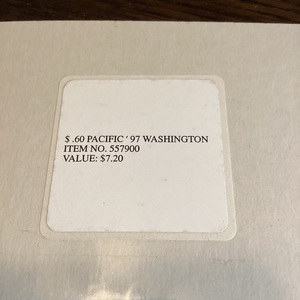 $ .60 PACIFIC ' 97 WASHINGTON
ITEM NO. 557900
VALUE: $7.20